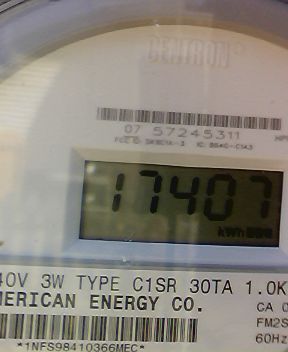 CENTRON®
07 57245311
17407
kWh
40V 3W TYPE C1SR 30TA 1.0K
MERICAN ENERGY CO.
CA 0
FM2S
60Hz
*1NFS98410366MEC*